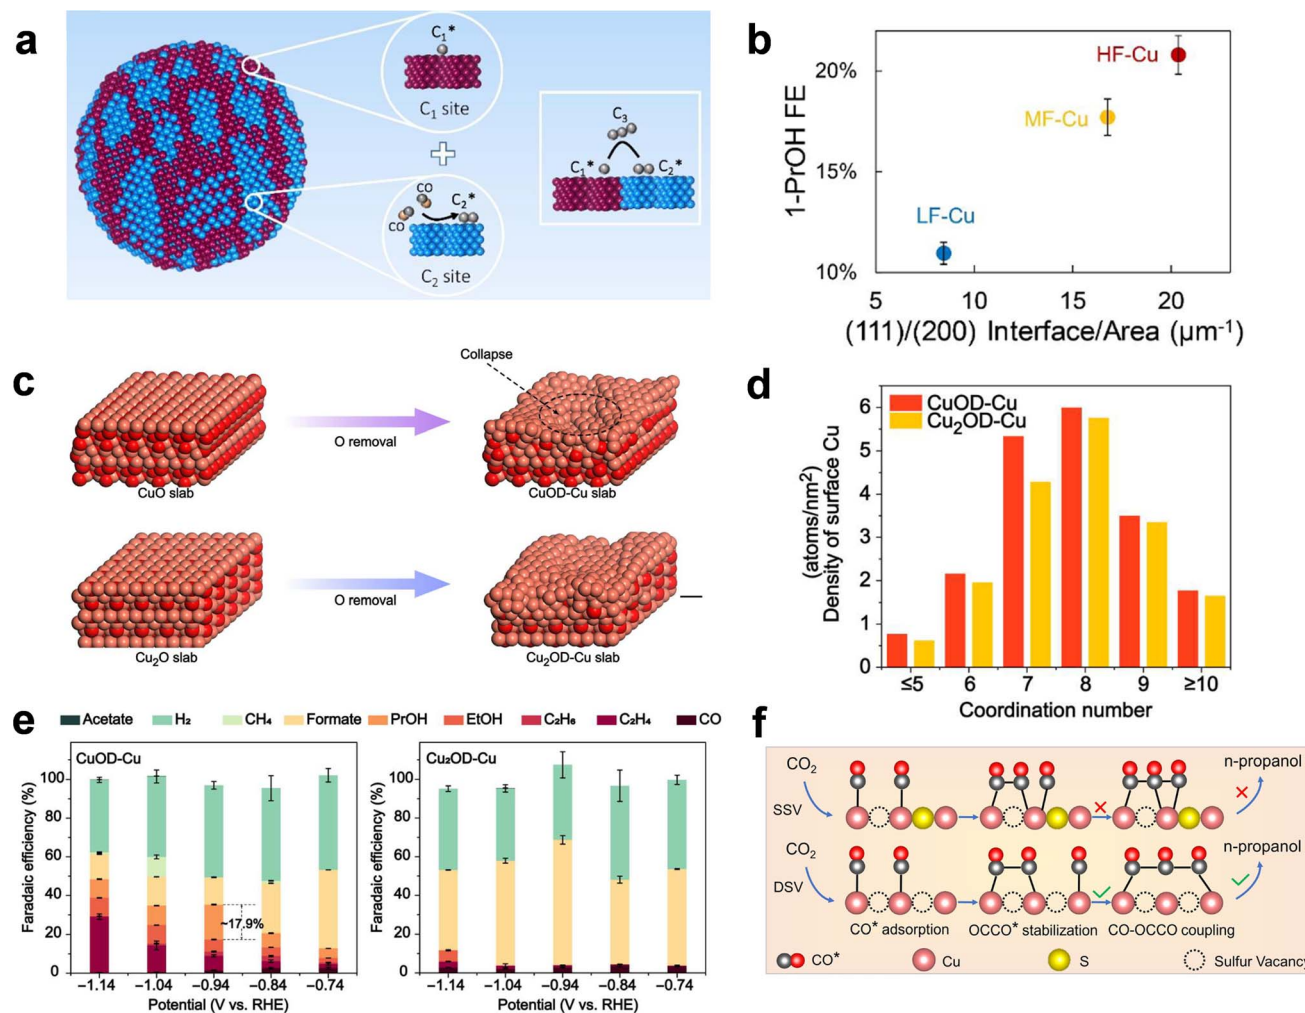 a
C₁*
C₁ site
CO
CO
C₂*
C₂ site
C₃
C₁*
C₂*
b
1-PrOH FE
20%
15%
10%
HF-Cu
MF-Cu
LF-Cu
5 10 15 20
(111)/(200) Interface/Area (μm⁻¹)
c
Collapse
O removal
CuO slab
CuOD-Cu slab
O removal
Cu₂O slab
Cu₂OD-Cu slab
d
CuOD-Cu
Cu₂OD-Cu
(atoms/nm²)
Density of surface Cu
6
5
4
3
2
1
0
≤5 6 7 8 9 ≥10
Coordination number
e
Acetate H₂ CH₄ Formate PrOH EtOH C₂H₆ C₂H₄ CO
CuOD-Cu
Faradaic efficiency (%)
100
80
60
40
20
0
~17.9%
−1.14 −1.04 −0.94 −0.84 −0.74
Potential (V vs. RHE)
Cu₂OD-Cu
Faradaic efficiency (%)
100
80
60
40
20
0
−1.14 −1.04 −0.94 −0.84 −0.74
Potential (V vs. RHE)
f
CO₂
SSV
n-propanol
CO₂
DSV
n-propanol
CO* adsorption
OCCO* stabilization
CO-OCCO coupling
CO*
Cu
S
Sulfur Vacancy